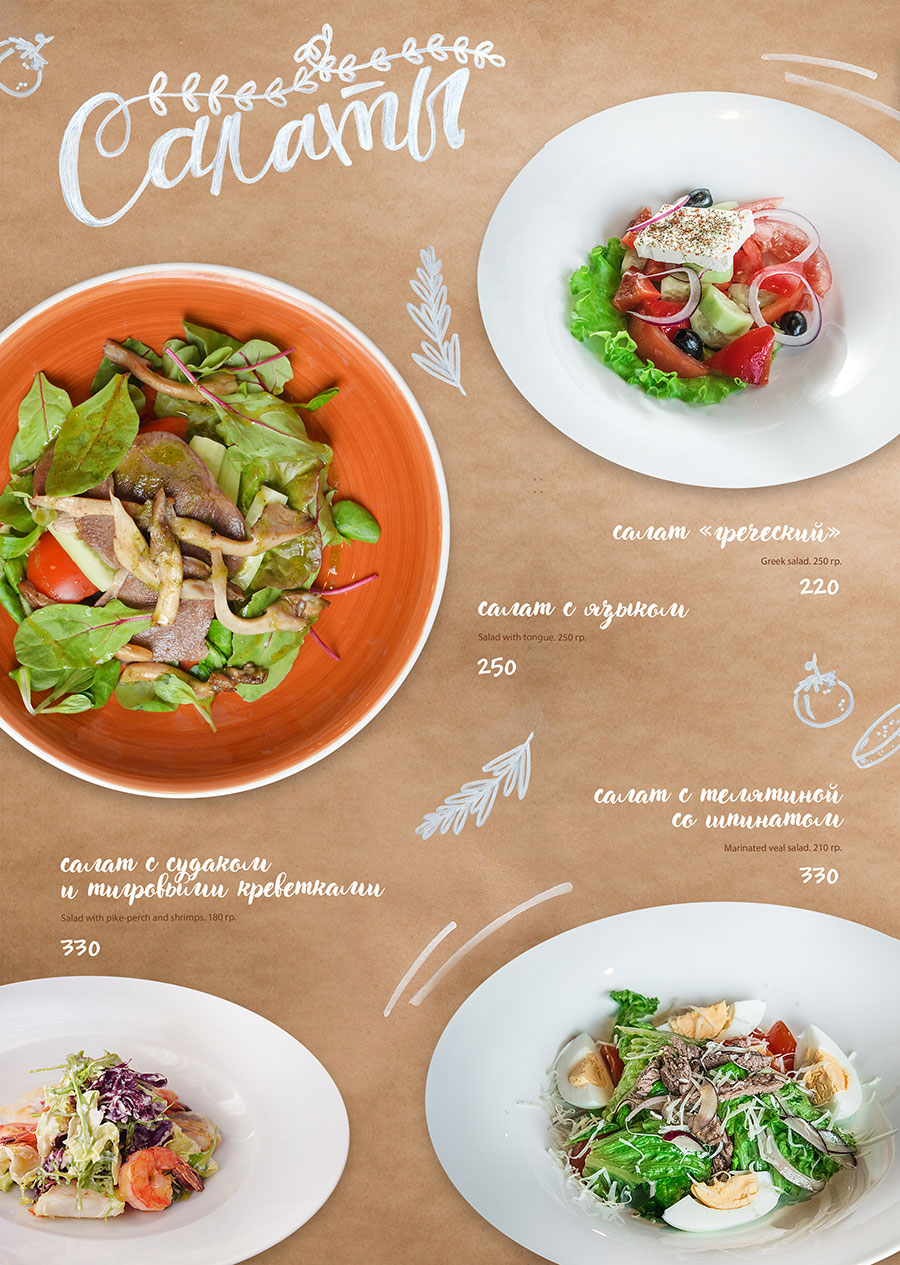 Салаты
салат «греческий»
Greek salad. 250 гр.
220
салат с языком
Salad with tongue. 250 гр.
250
салат с телятиной
со шпинатом
Marinated veal salad. 210 гр.
330
салат с судаком
и тигровыми креветками
Salad with pike-perch and shrimps. 180 гр.
330